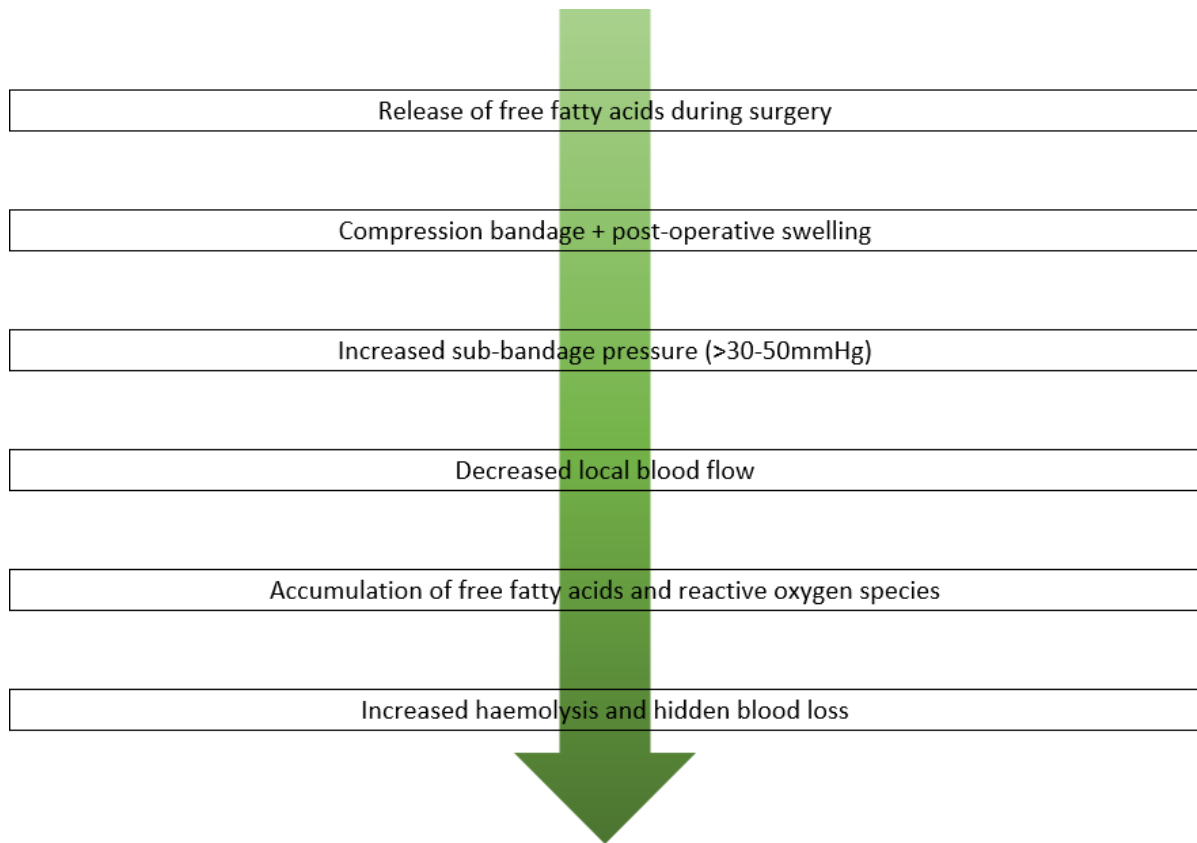 Release of free fatty acids during surgery
Compression bandage + post-operative swelling
Increased sub-bandage pressure (>30-50mmHg)
Decreased local blood flow
Accumulation of free fatty acids and reactive oxygen species
Increased haemolysis and hidden blood loss